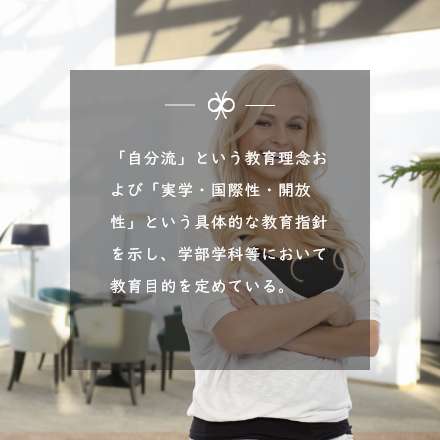 「自分流」という教育理念お
よび「実学・国際性・開放
性」という具体的な教育指針
を示し、学部学科等において
教育目的を定めている。